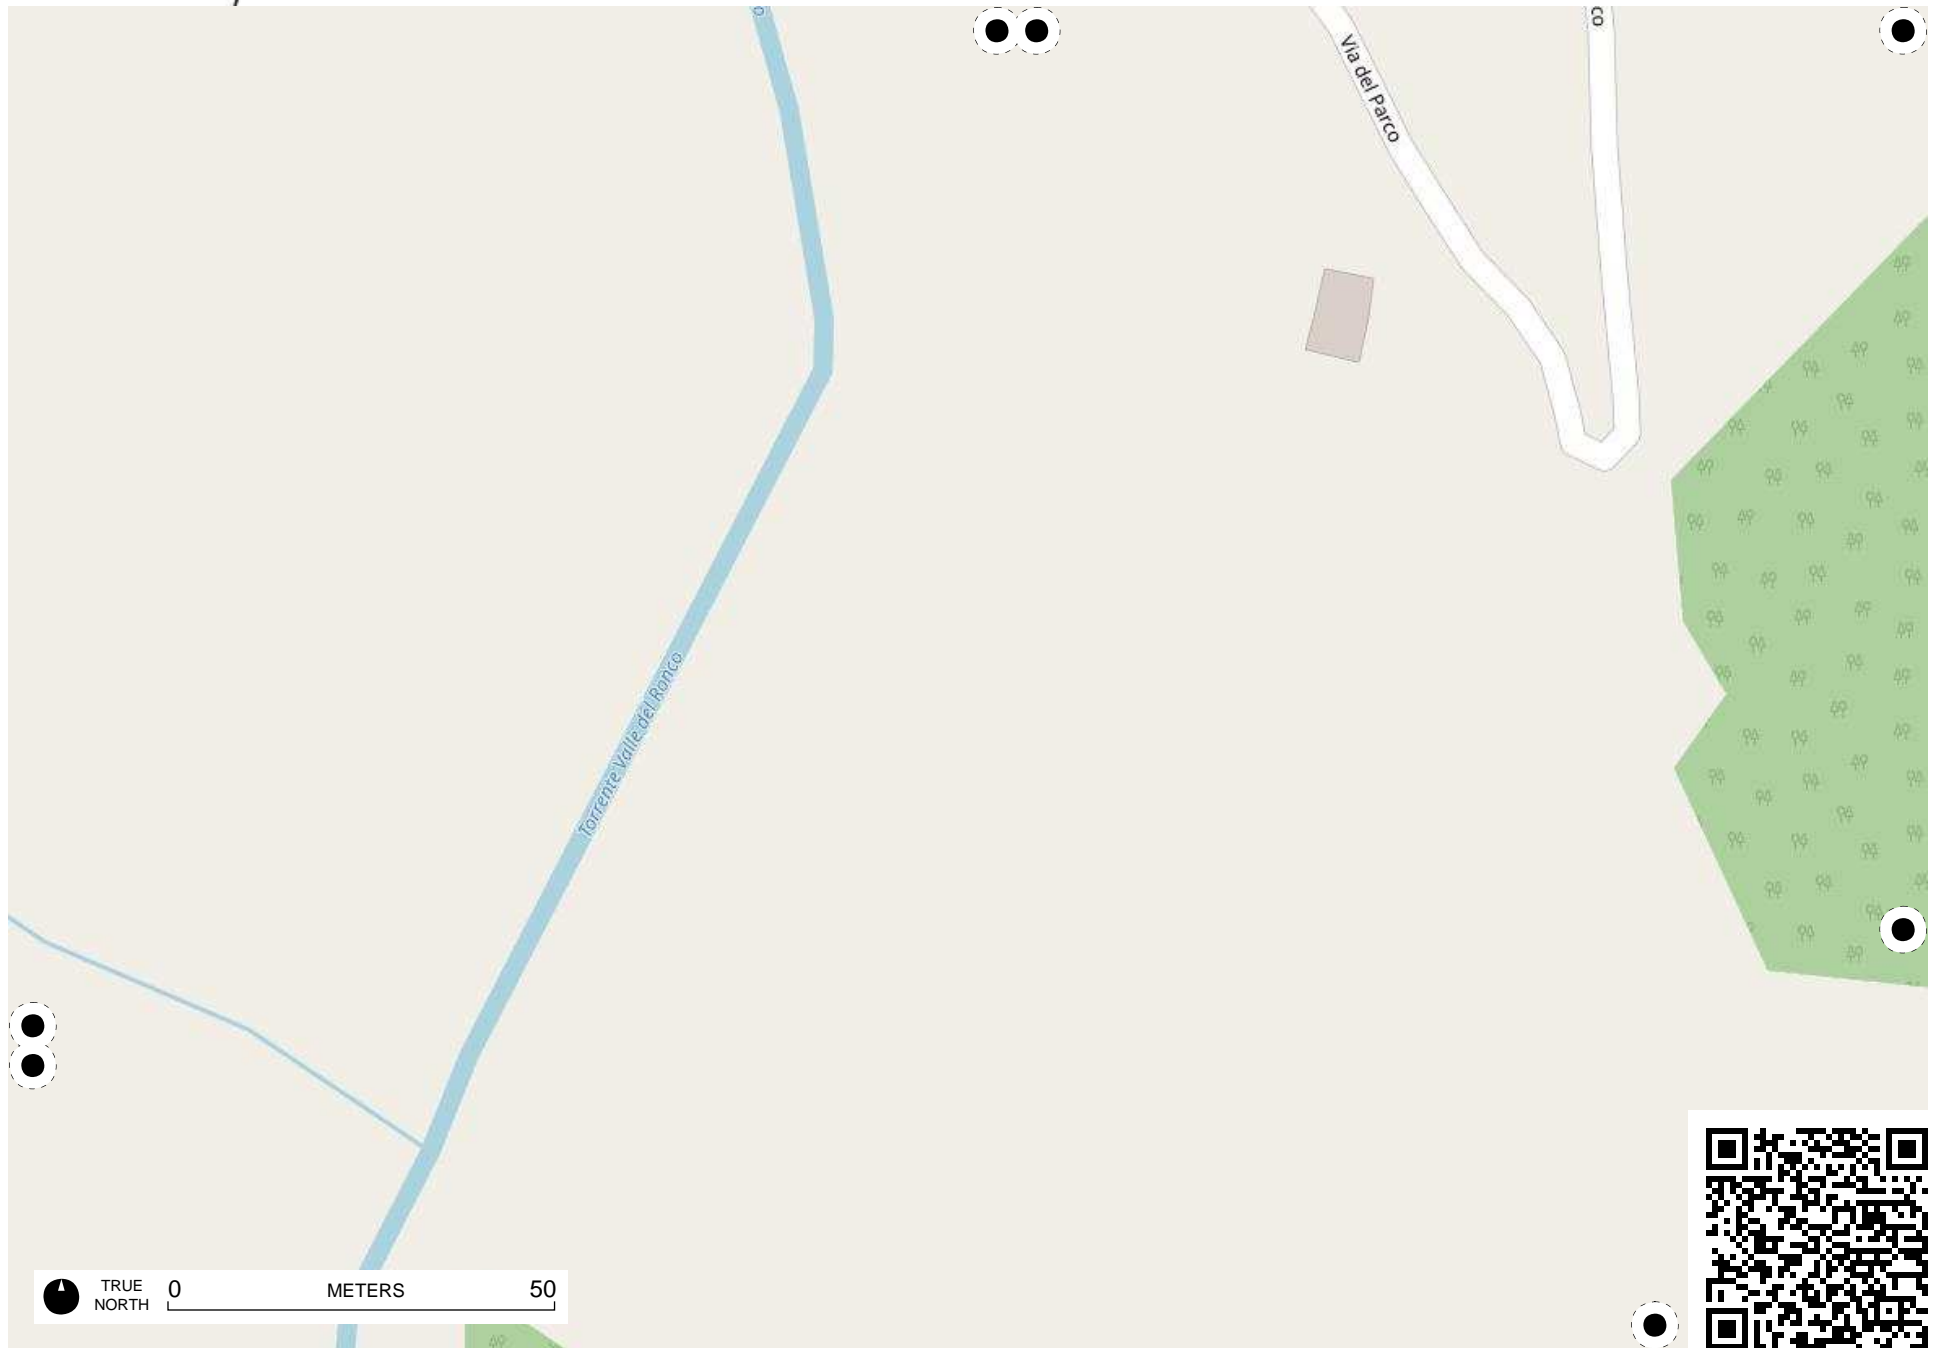 o
Via del Parco
co
Torrente Valle del Ronco
TRUE
NORTH
0 METERS 50